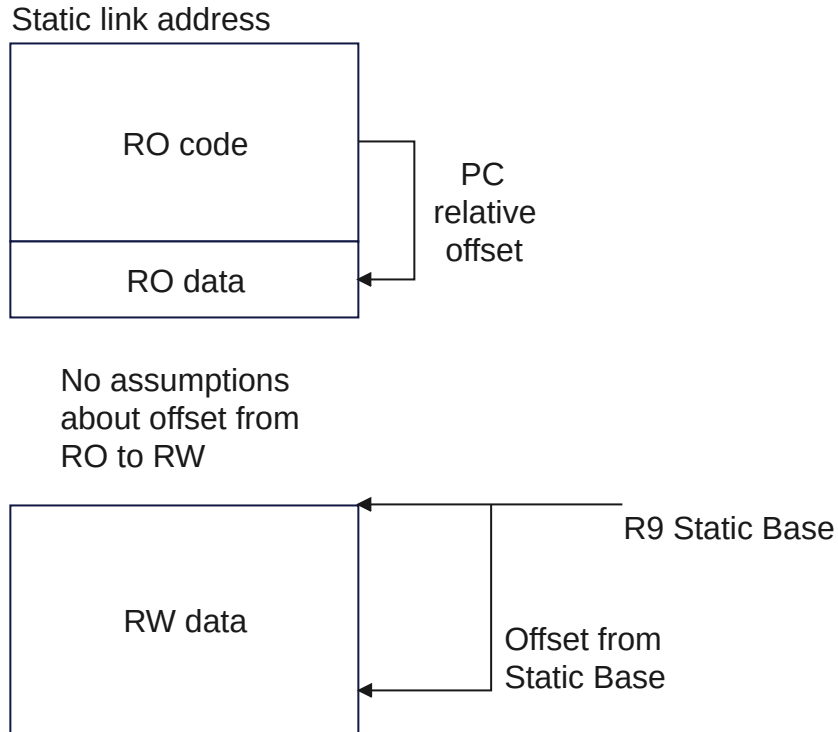 Static link address
RO code
PC
relative
offset
RO data
No assumptions
about offset from
RO to RW
R9 Static Base
RW data
Offset from
Static Base